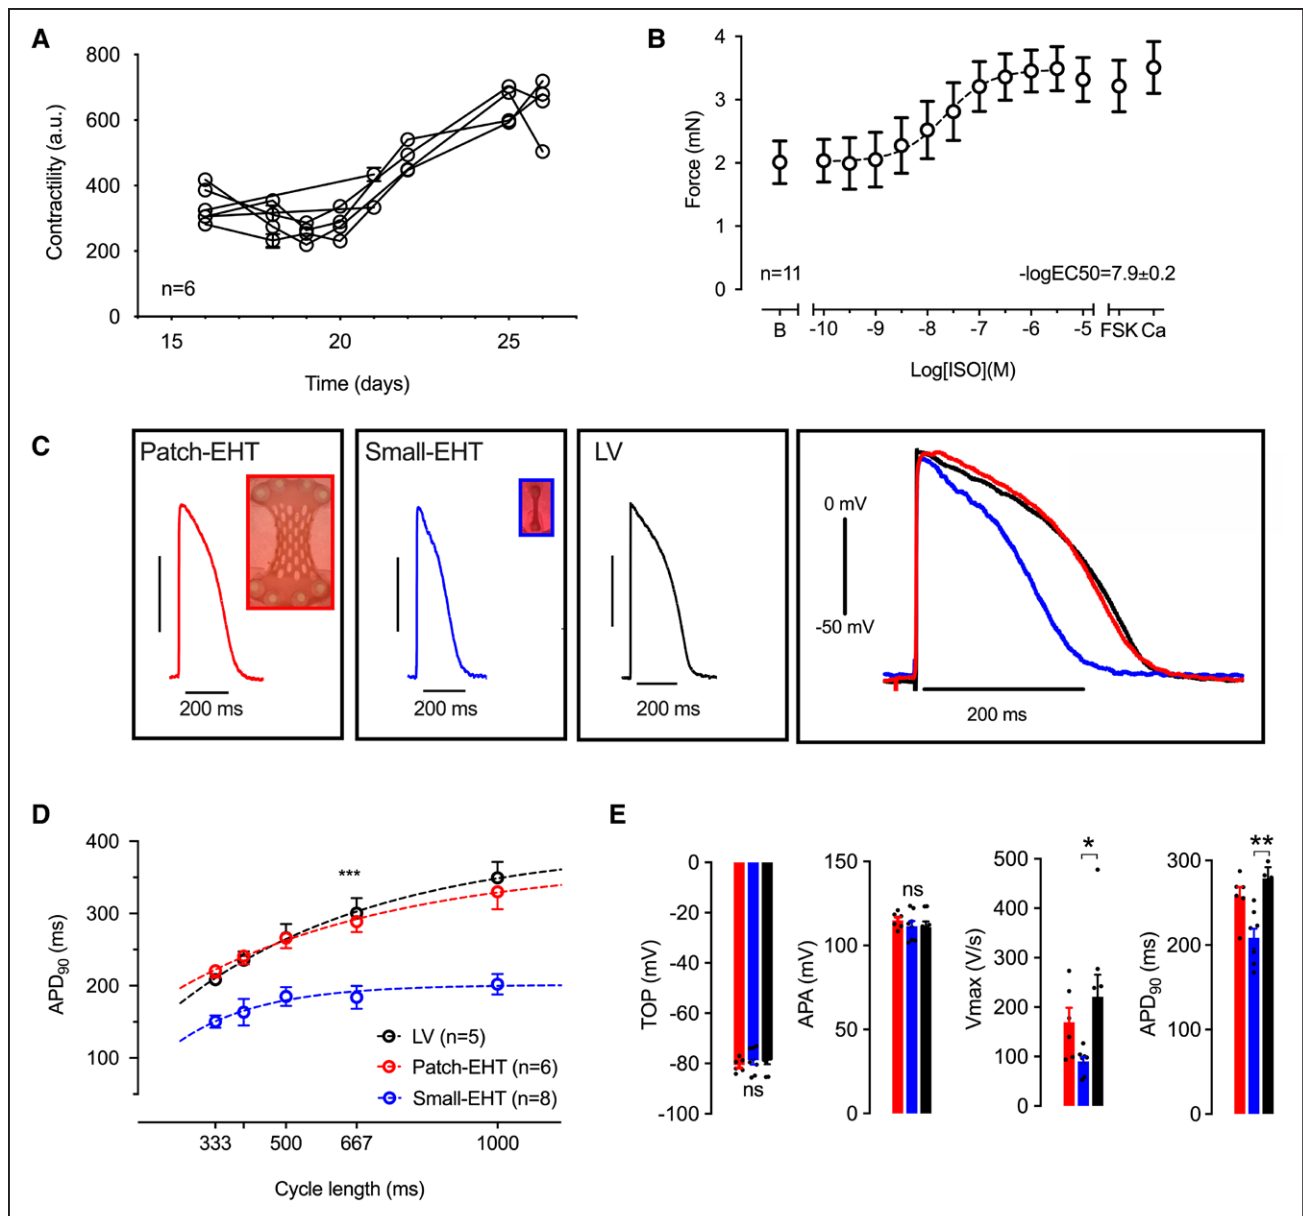 A
800
600
400
200
0
Contractility (a.u.)
n=6
15
20
25
Time (days)
B
4
3
2
1
0
Force (mN)
n=11
-logEC50=7.9±0.2
B
-10
-9
-8
-7
-6
-5
FSK
Ca
Log[ISO](M)
C
Patch-EHT
200 ms
Small-EHT
200 ms
LV
200 ms
0 mV
-50 mV
200 ms
D
400
300
200
100
APD90 (ms)
***
LV (n=5)
Patch-EHT (n=6)
Small-EHT (n=8)
333
500
667
1000
Cycle length (ms)
E
0
-20
-40
-60
-80
-100
TOP (mV)
ns
150
100
50
0
APA (mV)
ns
500
400
300
200
100
0
Vmax (V/s)
*
300
200
100
0
APD90 (ms)
**